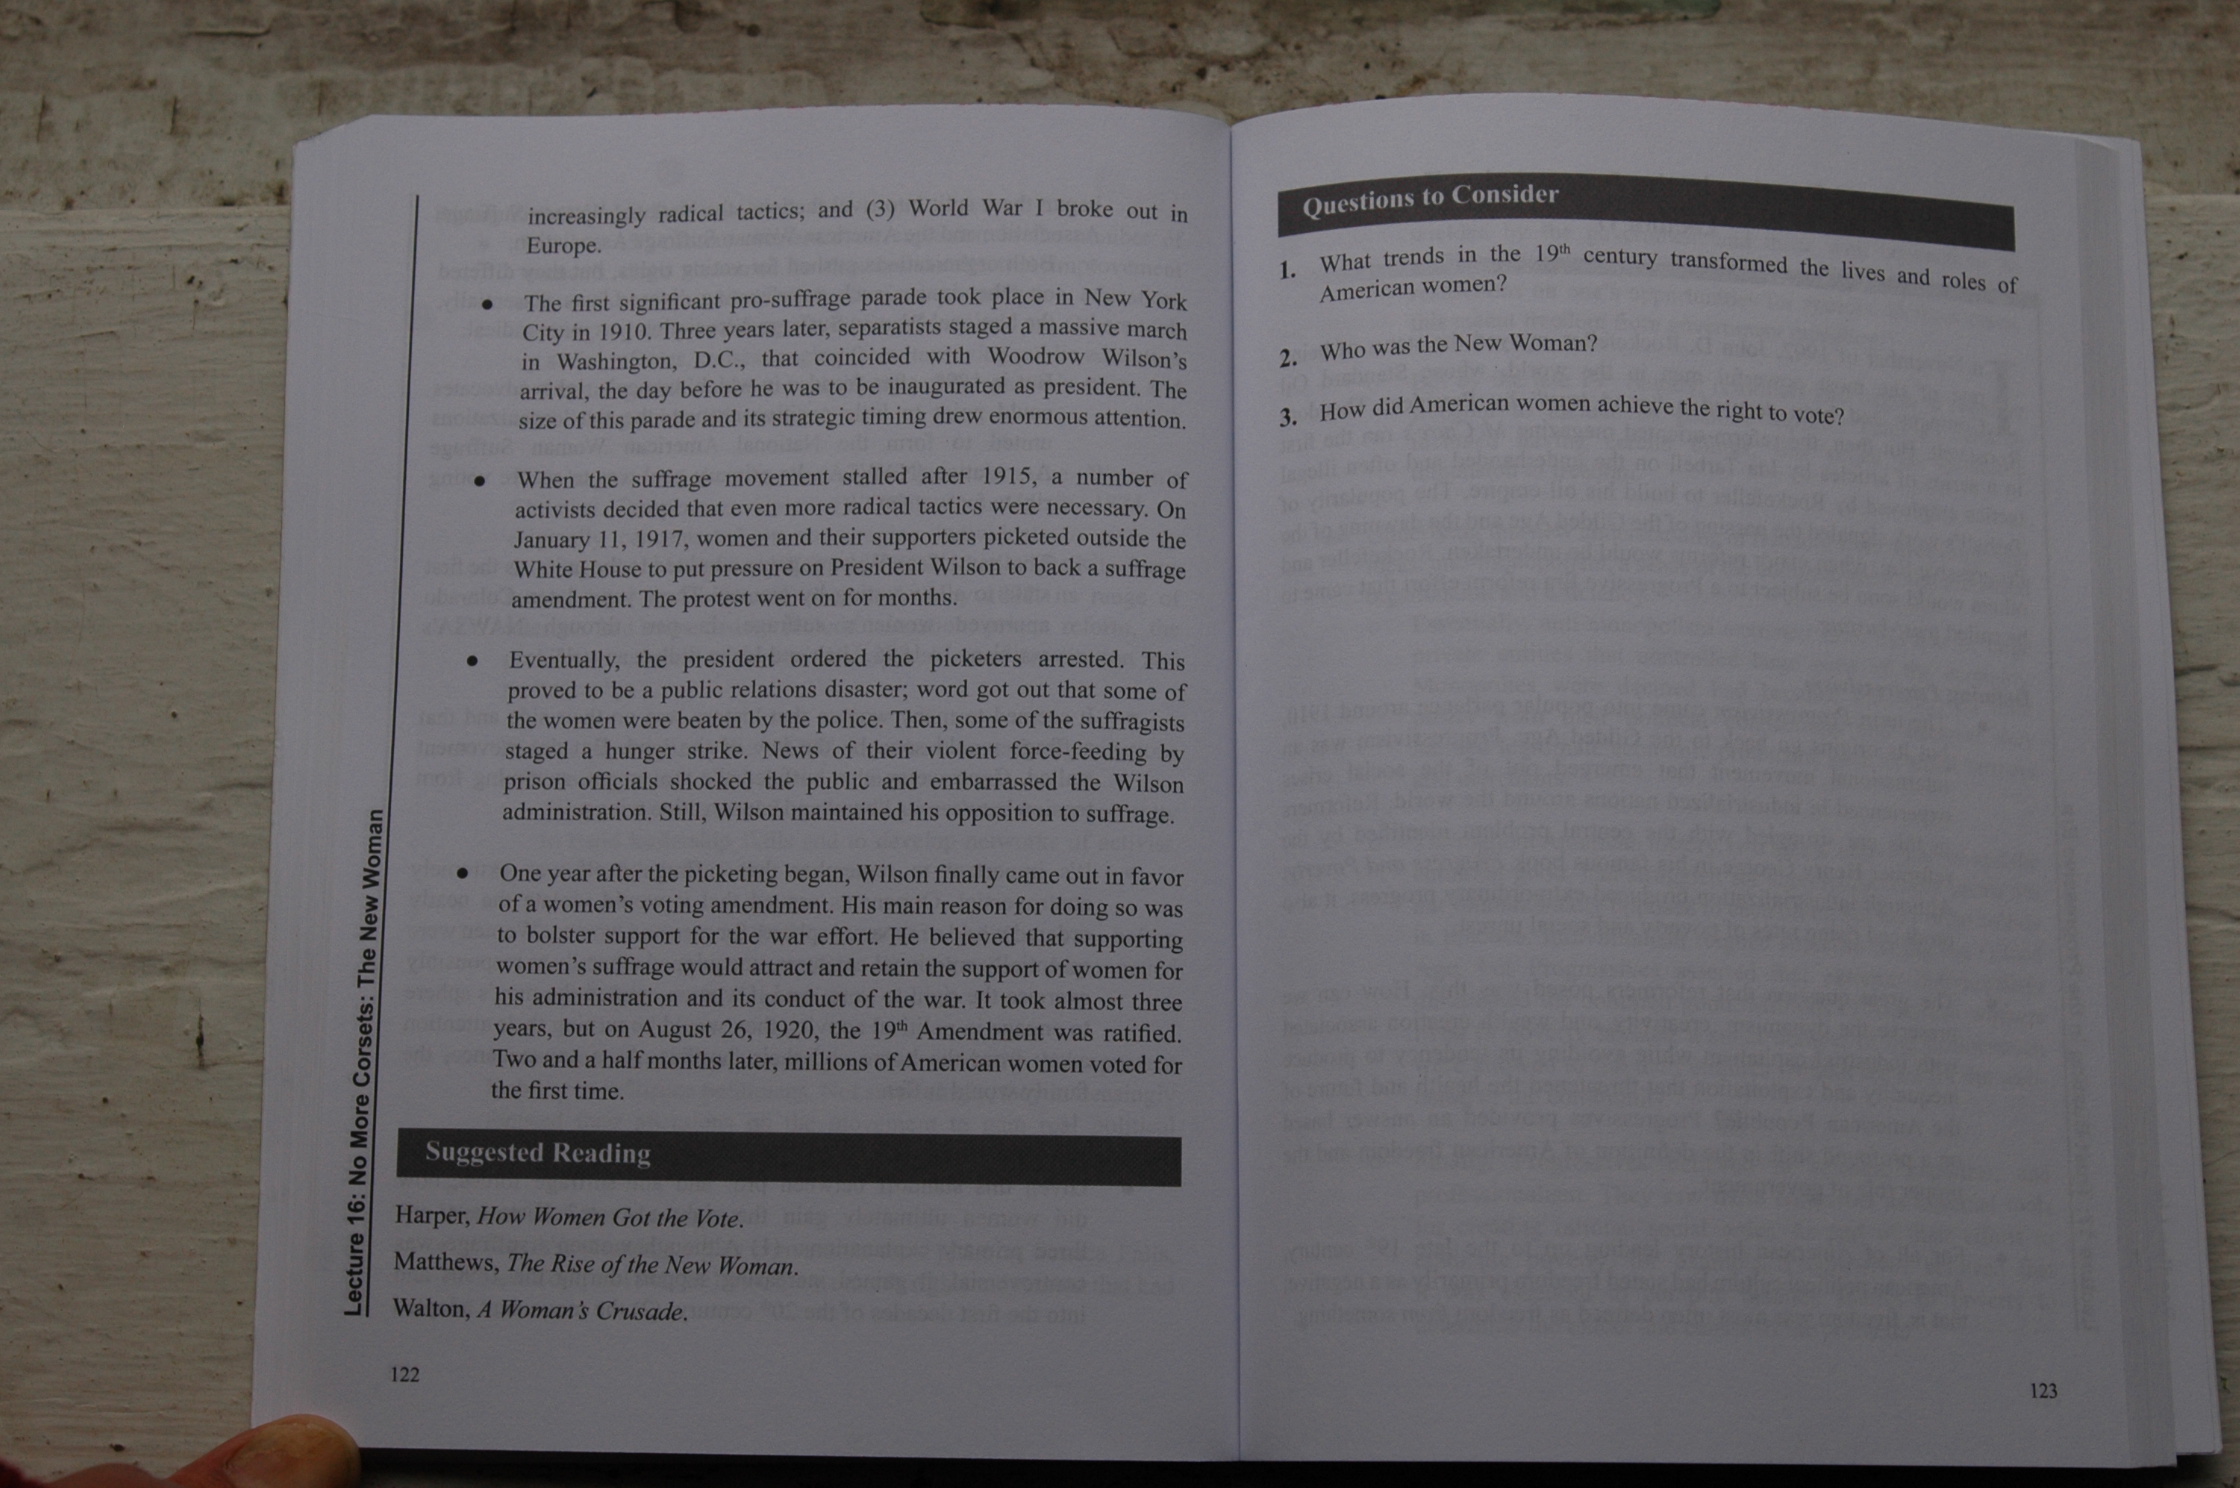 increasingly radical tactics; and (3) World War I broke out in
Europe.
• The first significant pro-suffrage parade took place in New York
City in 1910. Three years later, separatists staged a massive march
in Washington, D.C., that coincided with Woodrow Wilson's
arrival, the day before he was to be inaugurated as president. The
size of this parade and its strategic timing drew enormous attention.
• When the suffrage movement stalled after 1915, a number of
activists decided that even more radical tactics were necessary. On
January 11, 1917, women and their supporters picketed outside the
White House to put pressure on President Wilson to back a suffrage
amendment. The protest went on for months.
• Eventually, the president ordered the picketers arrested. This
proved to be a public relations disaster; word got out that some of
the women were beaten by the police. Then, some of the suffragists
staged a hunger strike. News of their violent force-feeding by
prison officials shocked the public and embarrassed the Wilson
administration. Still, Wilson maintained his opposition to suffrage.
• One year after the picketing began, Wilson finally came out in favor
of a women's voting amendment. His main reason for doing so was
to bolster support for the war effort. He believed that supporting
women's suffrage would attract and retain the support of women for
his administration and its conduct of the war. It took almost three
years, but on August 26, 1920, the 19th Amendment was ratified.
Two and a half months later, millions of American women voted for
the first time.
Suggested Reading
Harper, How Women Got the Vote.
Matthews, The Rise of the New Woman.
Walton, A Woman's Crusade.
Lecture 16: No More Corsets: The New Woman
122
Questions to Consider
1. What trends in the 19th century transformed the lives and roles of
American women?
2. Who was the New Woman?
3. How did American women achieve the right to vote?
123